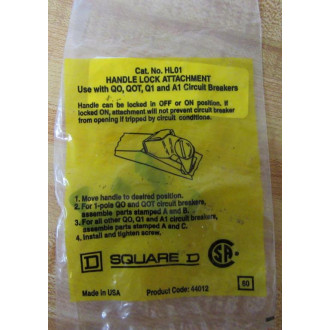 Cat. No. HL01
HANDLE LOCK ATTACHMENT
Use with QO, QOT, Q1 and A1 Circuit Breakers
Handle can be locked in OFF or ON position, if
locked ON, attachment will not prevent circuit breaker
from opening if tripped by circuit conditions.
1. Move handle to desired position.
2. For 1-pole QO and QOT circuit breakers,
assemble parts stamped A and B.
3. For all other QO, Q1 and A1 circuit breakers,
assemble parts stamped A and C.
4. Install and tighten screw.
D SQUARE D SA
Made in USA Product Code: 44012 60